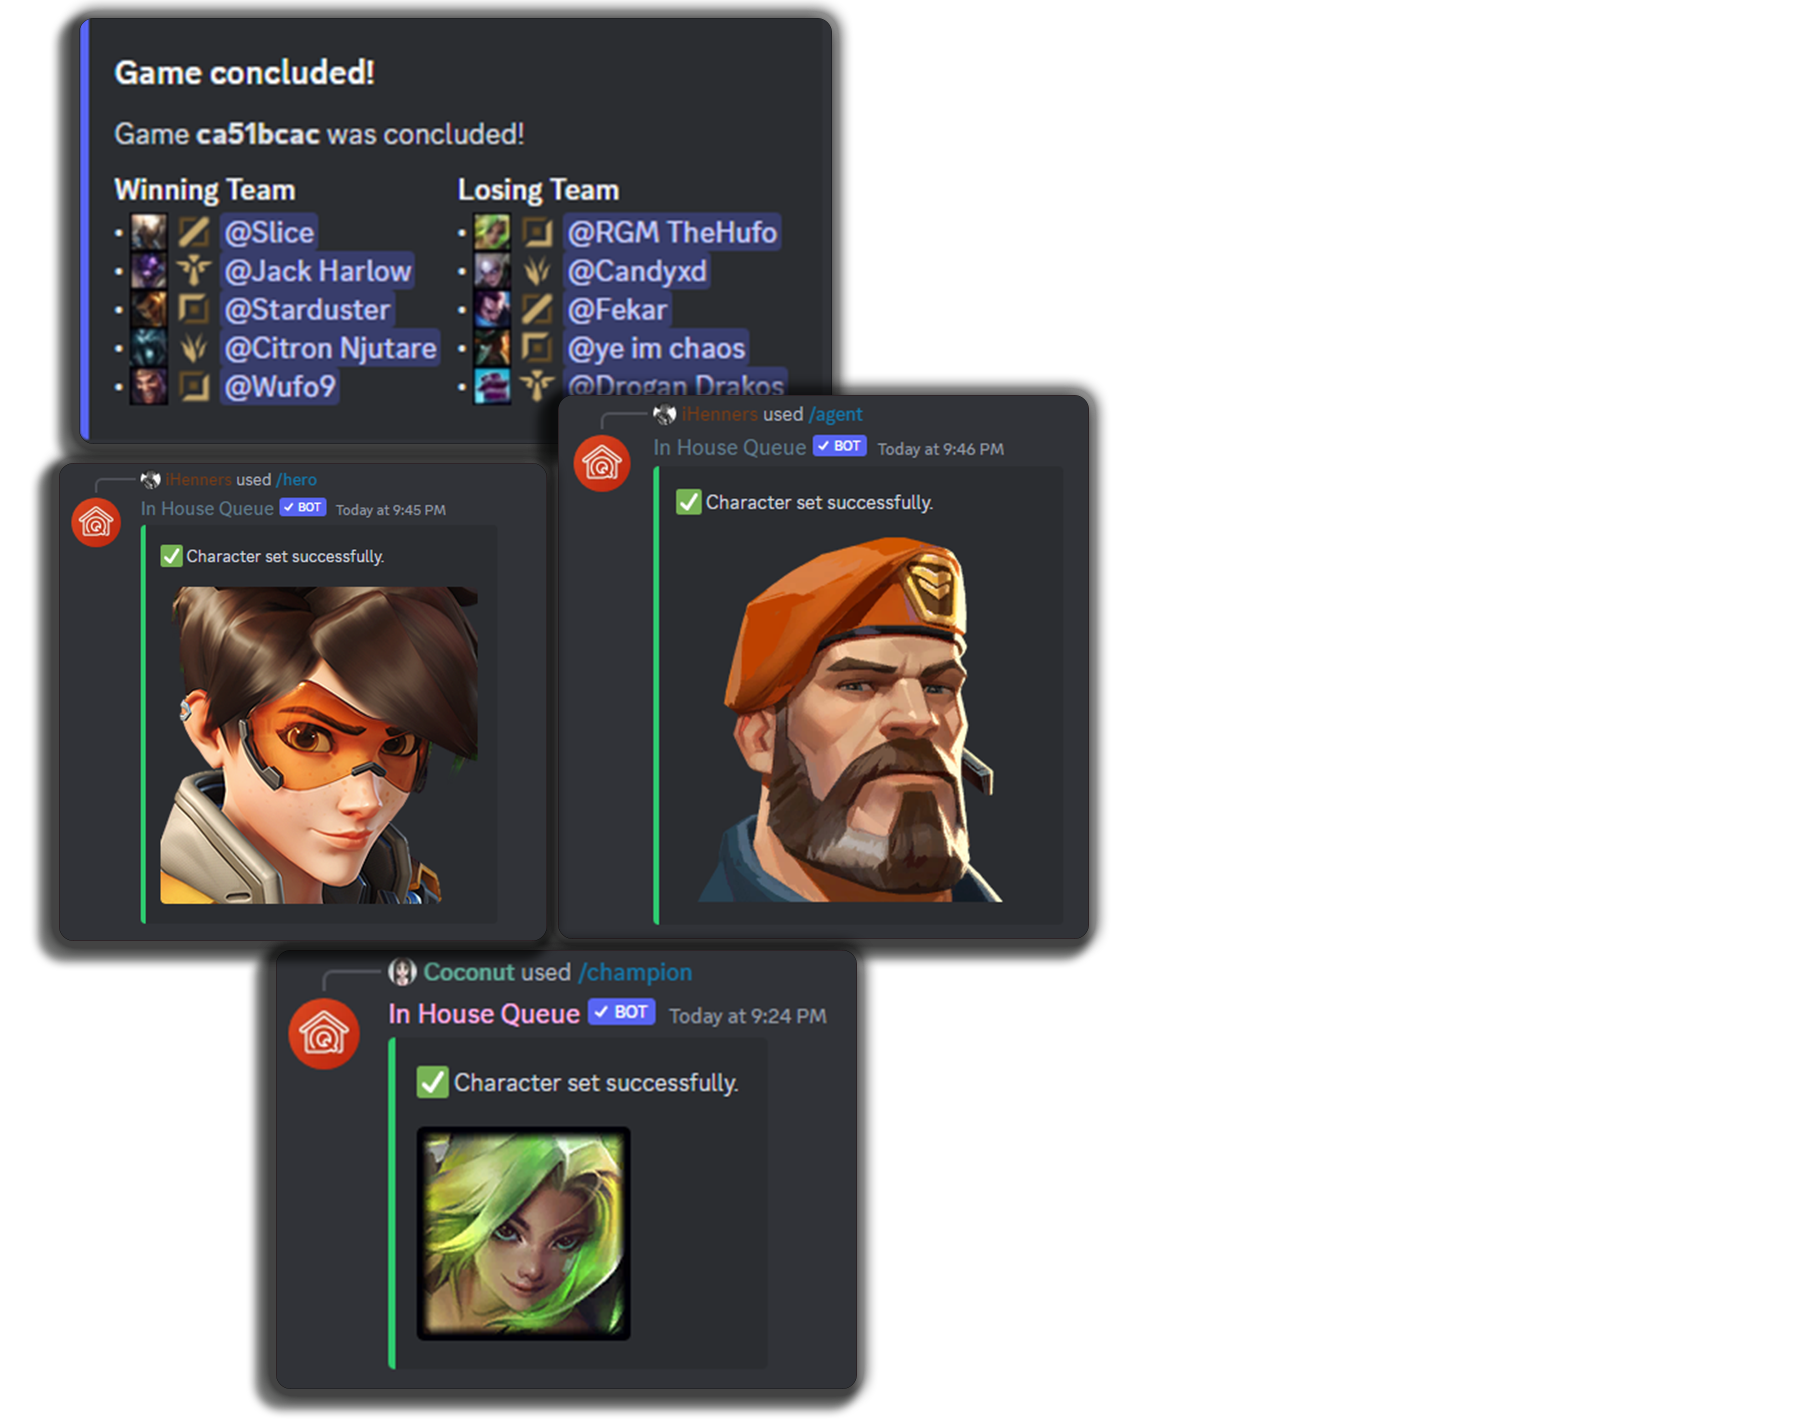 Game concluded!
Game ca51bcac was concluded!
Winning Team
• @Slice
• @Jack Harlow
• @Starduster
• @Citron Njutare
• @Wufo9
Losing Team
• @RGM TheHufo
• @Candyxd
• @Fekar
• @ye im chaos
• @Drogan Drakos
iHenners used /agent
In House Queue ✓ BOT Today at 9:46 PM
✅ Character set successfully.
iHenners used /hero
In House Queue ✓ BOT Today at 9:45 PM
✅ Character set successfully.
Coconut used /champion
In House Queue ✓ BOT Today at 9:24 PM
✅ Character set successfully.